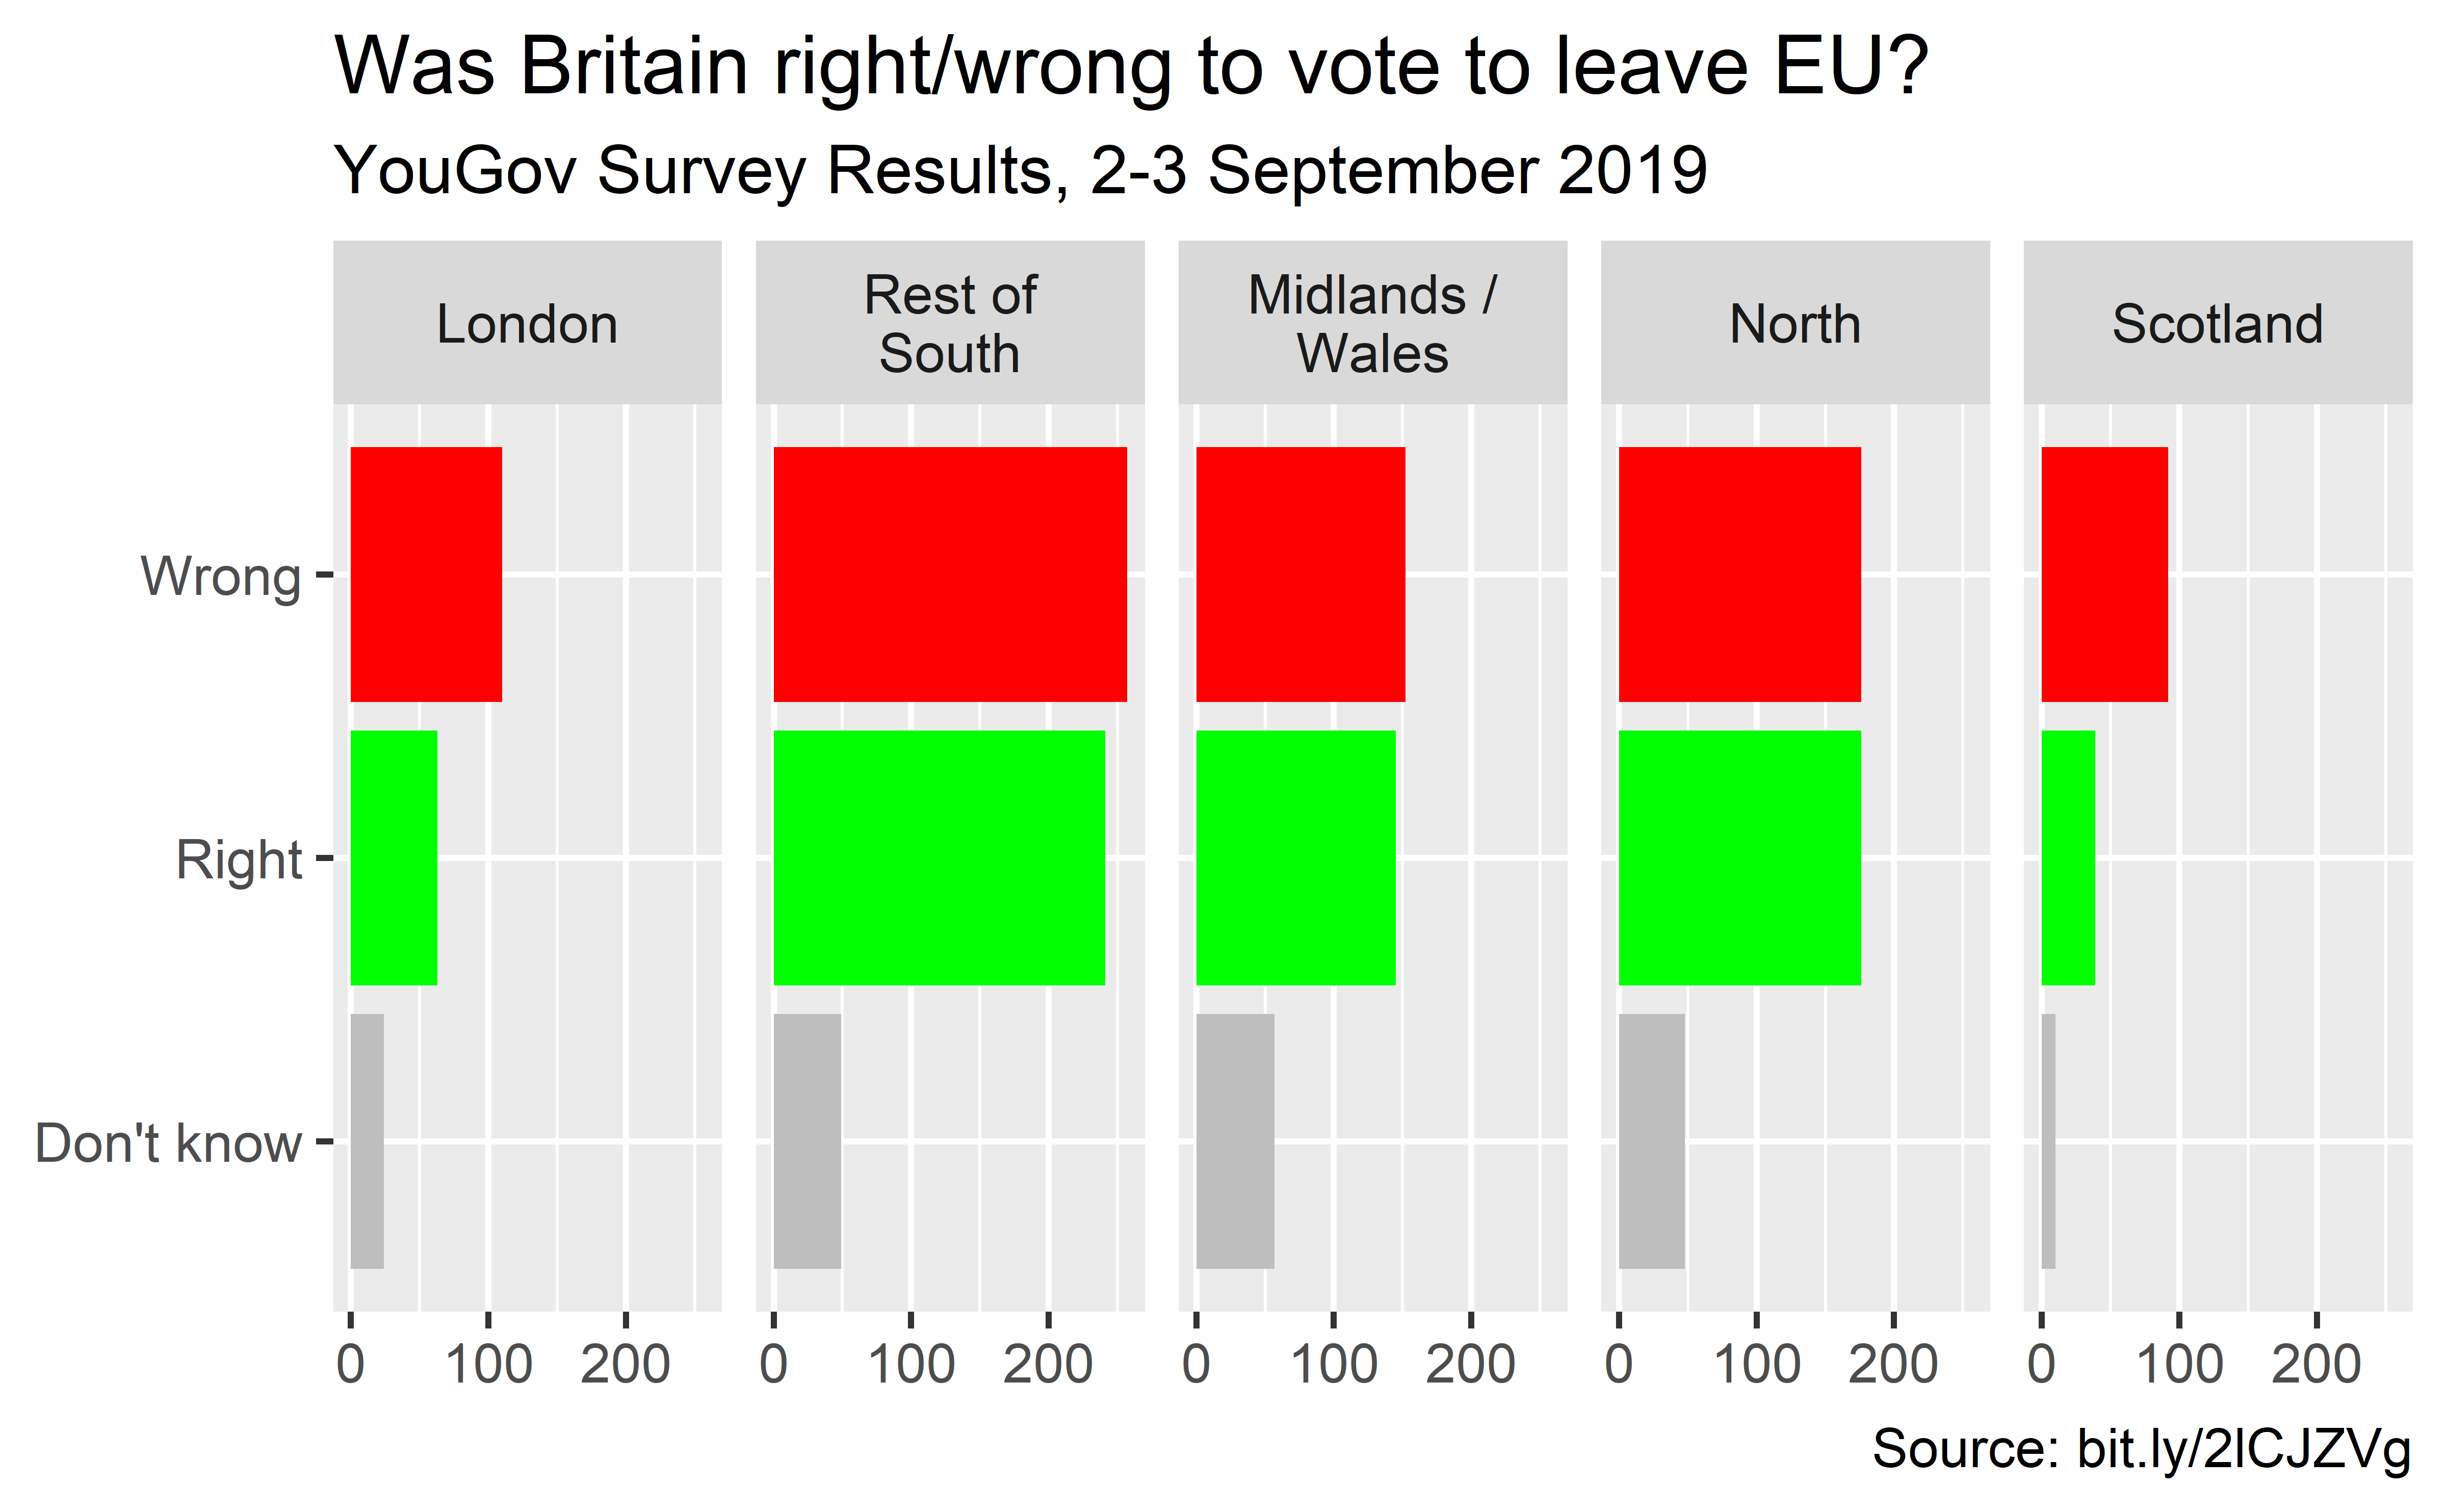 Was Britain right/wrong to vote to leave EU?
YouGov Survey Results, 2-3 September 2019
London
Rest of
South
Midlands /
Wales
North
Scotland
Wrong
Right
Don't know
0 100 200
0 100 200
0 100 200
0 100 200
0 100 200
Source: bit.ly/2lCJZVg